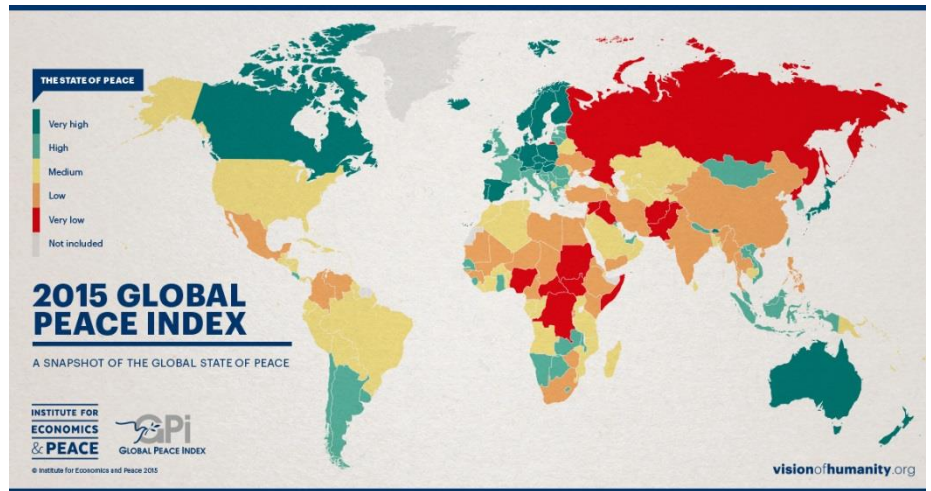 THE STATE OF PEACE
Very high
High
Medium
Low
Very low
Not included
2015 GLOBAL
PEACE INDEX
A SNAPSHOT OF THE GLOBAL STATE OF PEACE
INSTITUTE FOR
ECONOMICS
& PEACE
GPi
GLOBAL PEACE INDEX
© Institute for Economics and Peace 2015
visionofhumanity.org